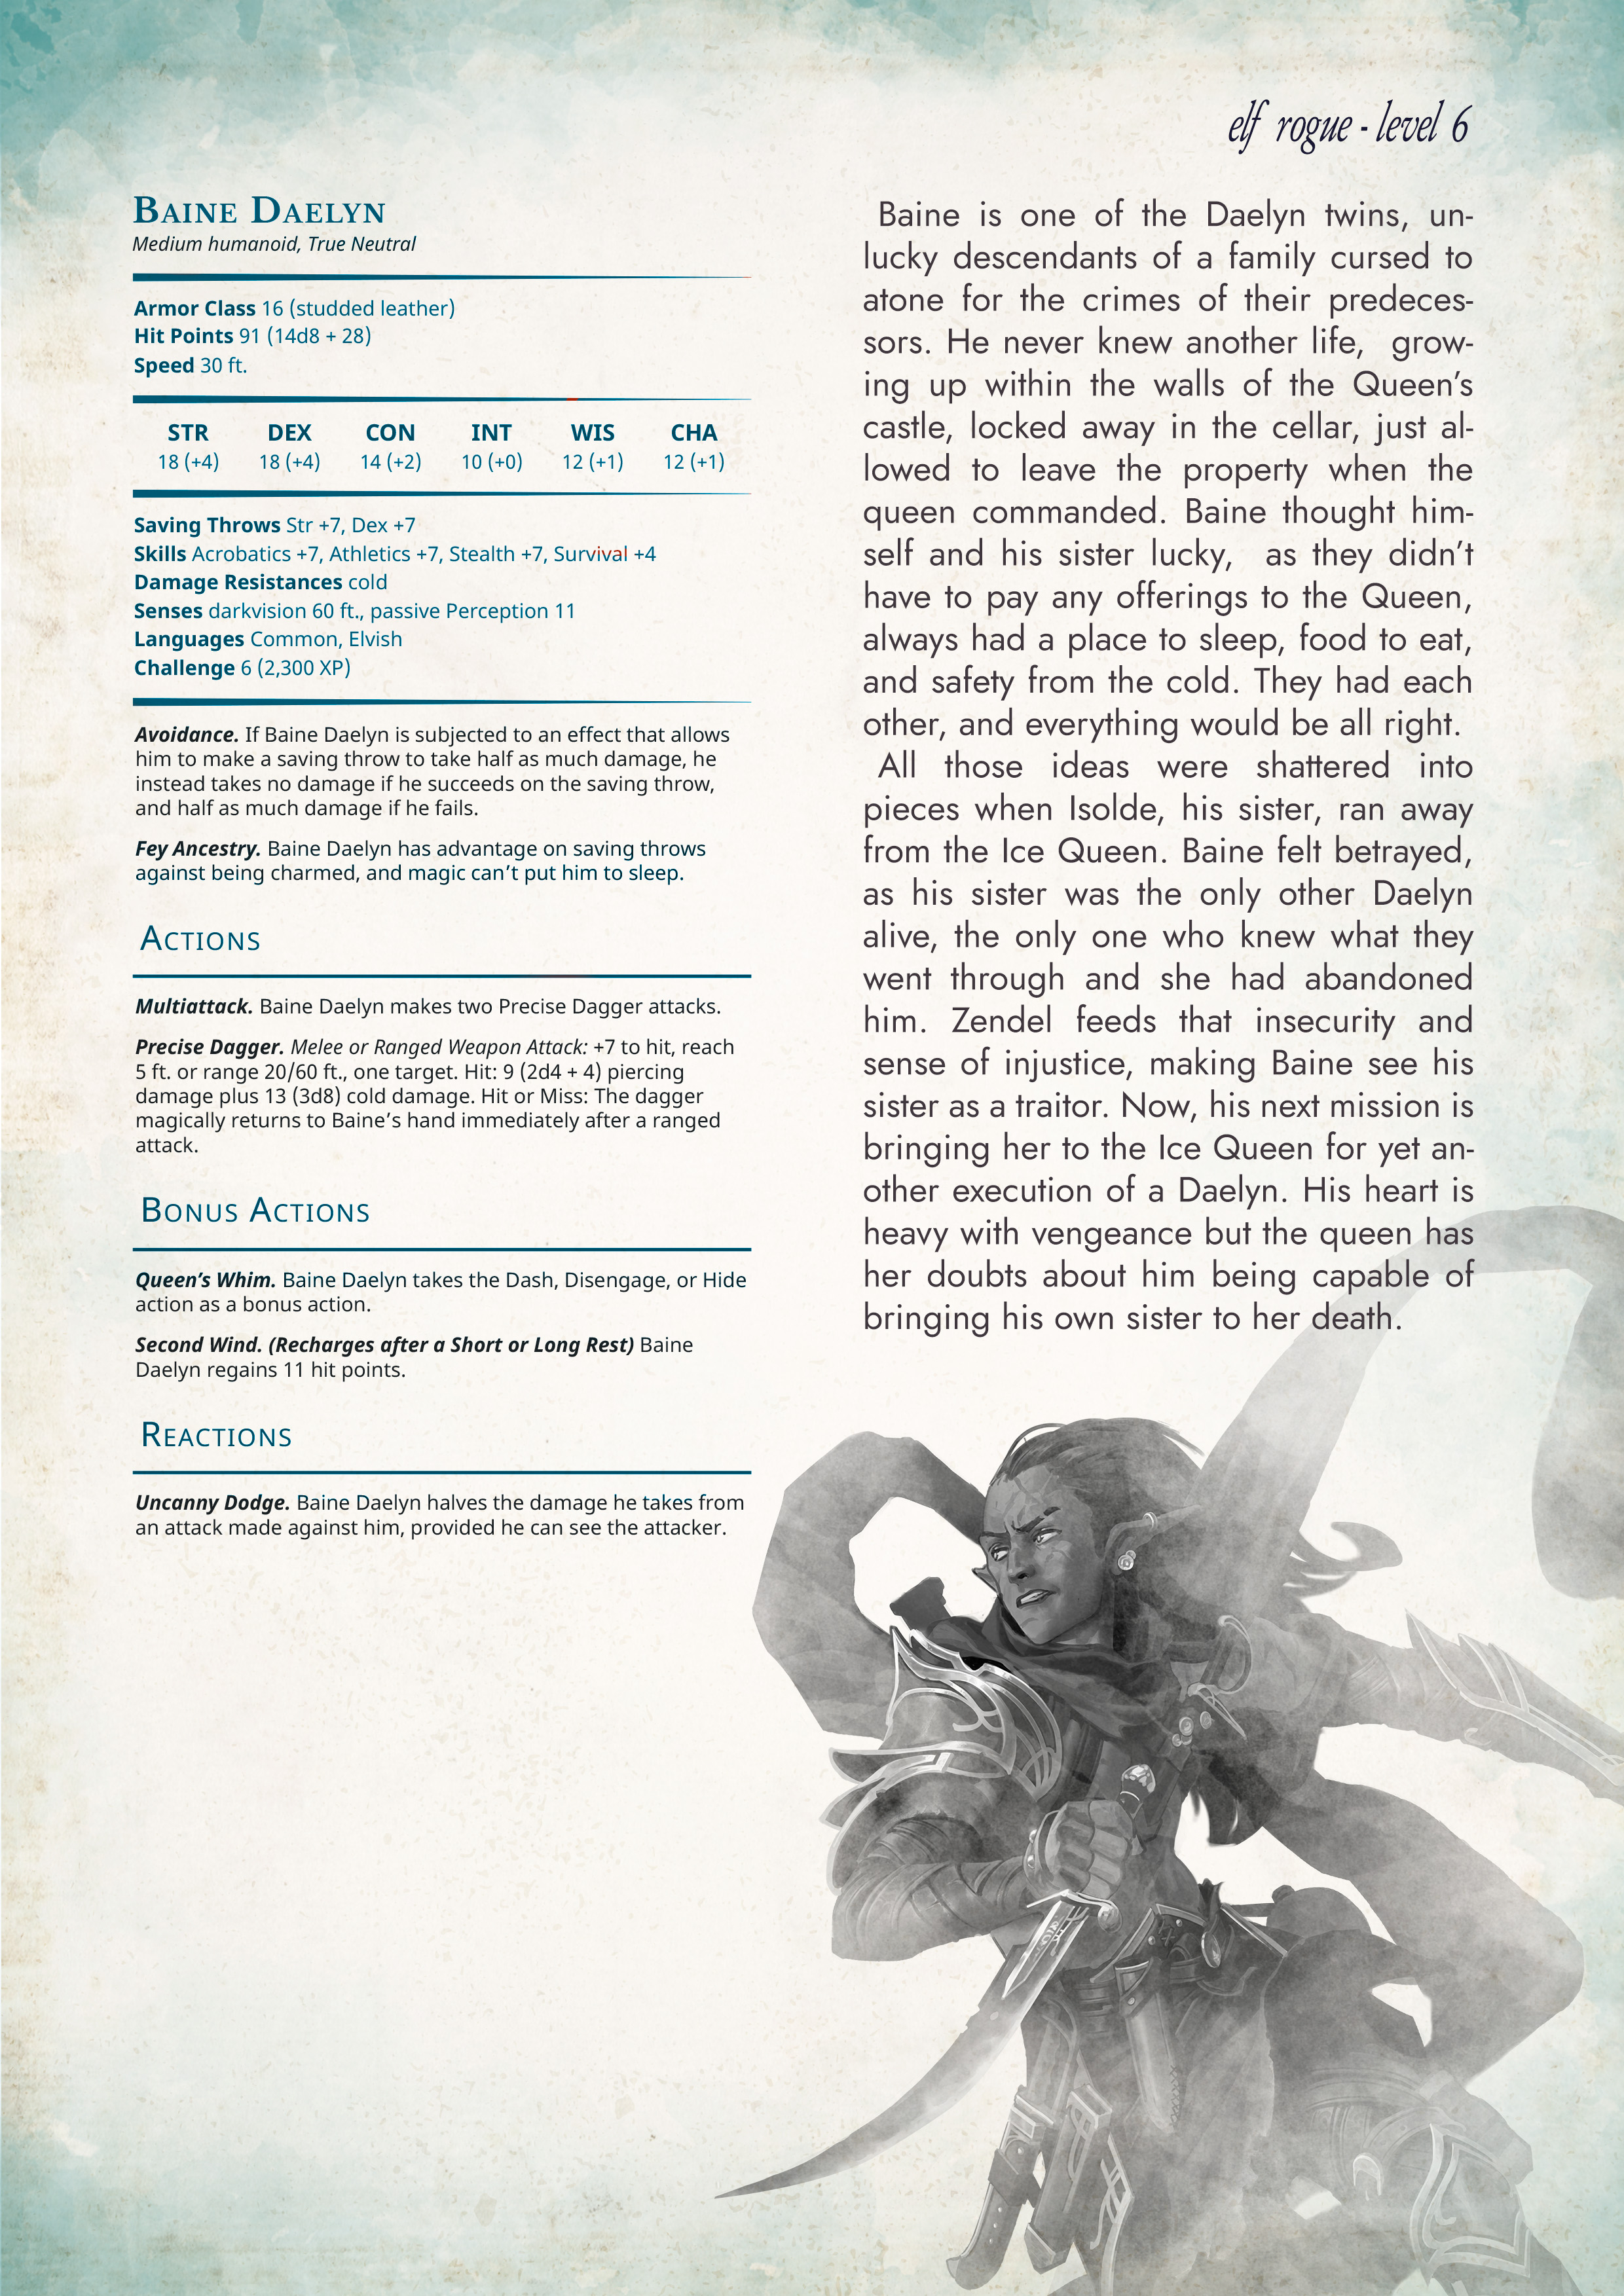 elf rogue - level 6
BAINE DAELYN
Medium humanoid, True Neutral
Armor Class 16 (studded leather)
Hit Points 91 (14d8 + 28)
Speed 30 ft.
STR DEX CON INT WIS CHA
18 (+4) 18 (+4) 14 (+2) 10 (+0) 12 (+1) 12 (+1)
Saving Throws Str +7, Dex +7
Skills Acrobatics +7, Athletics +7, Stealth +7, Survival +4
Damage Resistances cold
Senses darkvision 60 ft., passive Perception 11
Languages Common, Elvish
Challenge 6 (2,300 XP)
Avoidance. If Baine Daelyn is subjected to an effect that allows
him to make a saving throw to take half as much damage, he
instead takes no damage if he succeeds on the saving throw,
and half as much damage if he fails.
Fey Ancestry. Baine Daelyn has advantage on saving throws
against being charmed, and magic can’t put him to sleep.
ACTIONS
Multiattack. Baine Daelyn makes two Precise Dagger attacks.
Precise Dagger. Melee or Ranged Weapon Attack: +7 to hit, reach
5 ft. or range 20/60 ft., one target. Hit: 9 (2d4 + 4) piercing
damage plus 13 (3d8) cold damage. Hit or Miss: The dagger
magically returns to Baine’s hand immediately after a ranged
attack.
BONUS ACTIONS
Queen’s Whim. Baine Daelyn takes the Dash, Disengage, or Hide
action as a bonus action.
Second Wind. (Recharges after a Short or Long Rest) Baine
Daelyn regains 11 hit points.
REACTIONS
Uncanny Dodge. Baine Daelyn halves the damage he takes from
an attack made against him, provided he can see the attacker.
Baine is one of the Daelyn twins, un-
lucky descendants of a family cursed to
atone for the crimes of their predeces-
sors. He never knew another life, grow-
ing up within the walls of the Queen’s
castle, locked away in the cellar, just al-
lowed to leave the property when the
queen commanded. Baine thought him-
self and his sister lucky, as they didn’t
have to pay any offerings to the Queen,
always had a place to sleep, food to eat,
and safety from the cold. They had each
other, and everything would be all right.
All those ideas were shattered into
pieces when Isolde, his sister, ran away
from the Ice Queen. Baine felt betrayed,
as his sister was the only other Daelyn
alive, the only one who knew what they
went through and she had abandoned
him. Zendel feeds that insecurity and
sense of injustice, making Baine see his
sister as a traitor. Now, his next mission is
bringing her to the Ice Queen for yet an-
other execution of a Daelyn. His heart is
heavy with vengeance but the queen has
her doubts about him being capable of
bringing his own sister to her death.